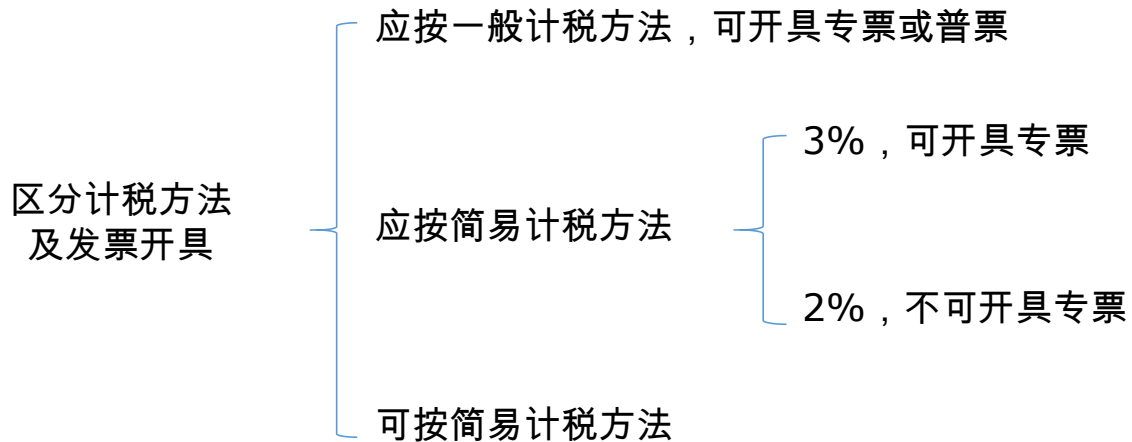 应按一般计税方法，可开具专票或普票
3%，可开具专票
区分计税方法
及发票开具
应按简易计税方法
2%，不可开具专票
可按简易计税方法